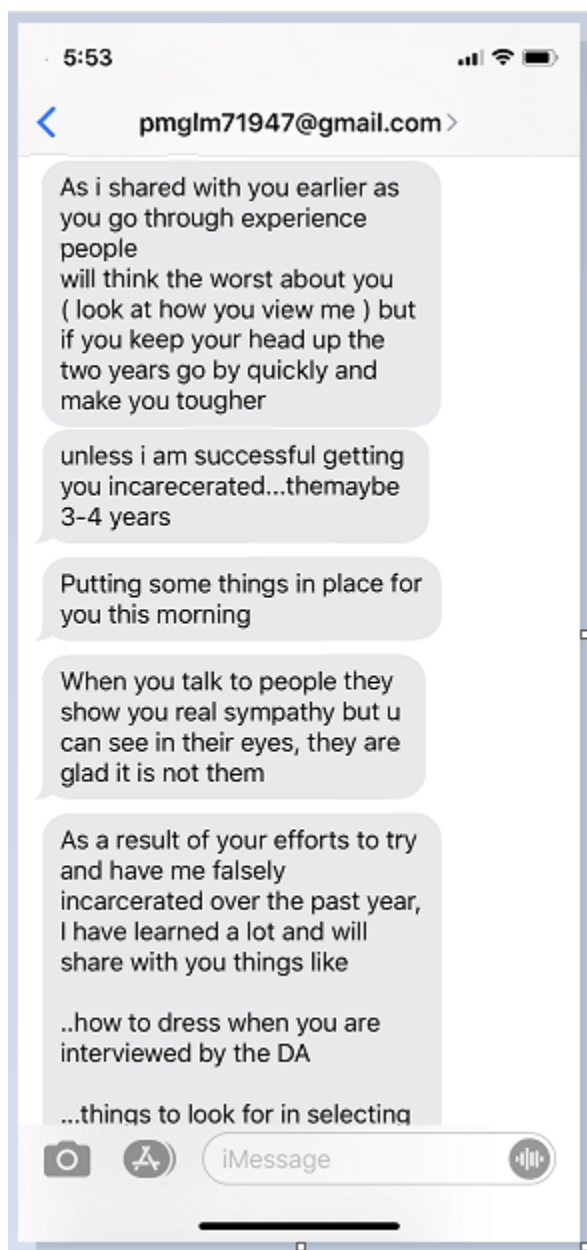 5:53
pmglm71947@gmail.com
As i shared with you earlier as
you go through experience
people
will think the worst about you
( look at how you view me ) but
if you keep your head up the
two years go by quickly and
make you tougher
unless i am successful getting
you incarecerated...themaybe
3-4 years
Putting some things in place for
you this morning
When you talk to people they
show you real sympathy but u
can see in their eyes, they are
glad it is not them
As a result of your efforts to try
and have me falsely
incarcerated over the past year,
I have learned a lot and will
share with you things like
..how to dress when you are
interviewed by the DA
...things to look for in selecting
iMessage